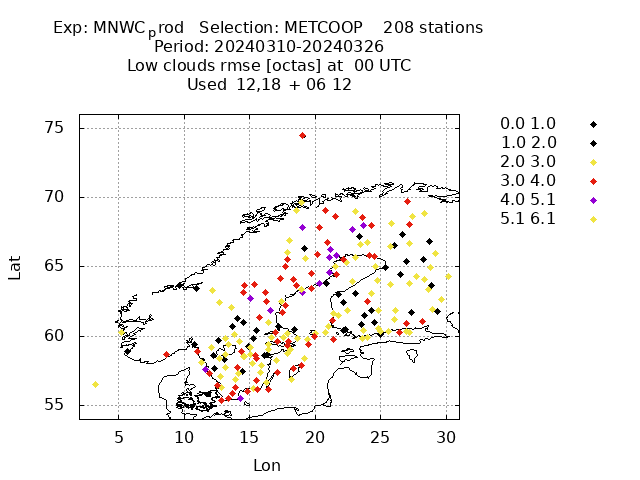 Exp: MNWC_prod   Selection: METCOOP    208 stations
Period: 20240310-20240326
Low clouds rmse [octas] at  00 UTC
Used  12,18 + 06 12
0.0 1.0
1.0 2.0
2.0 3.0
3.0 4.0
4.0 5.1
5.1 6.1
75
70
65
60
55
Lat
5 10 15 20 25 30
Lon